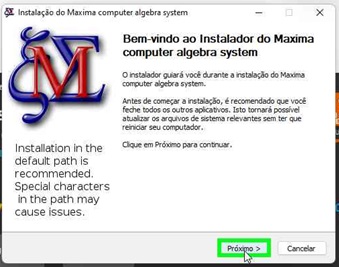 Instalação do Maxima computer algebra system
Bem-vindo ao Instalador do Maxima
computer algebra system
O instalador guiará você durante a instalação do Maxima
computer algebra system.
Antes de começar a instalação, é recomendado que você
feche todos os outros aplicativos. Isto tornará possível
atualizar os arquivos de sistema relevantes sem ter que
reiniciar seu computador.
Clique em Próximo para continuar.
M
Installation in the
default path is
recommended.
Special characters
in the path may
cause issues.
Próximo >
Cancelar